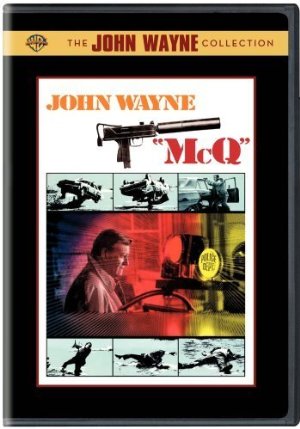 THE JOHN WAYNE COLLECTION
JOHN WAYNE
"McQ"
POLICE
DEPT.